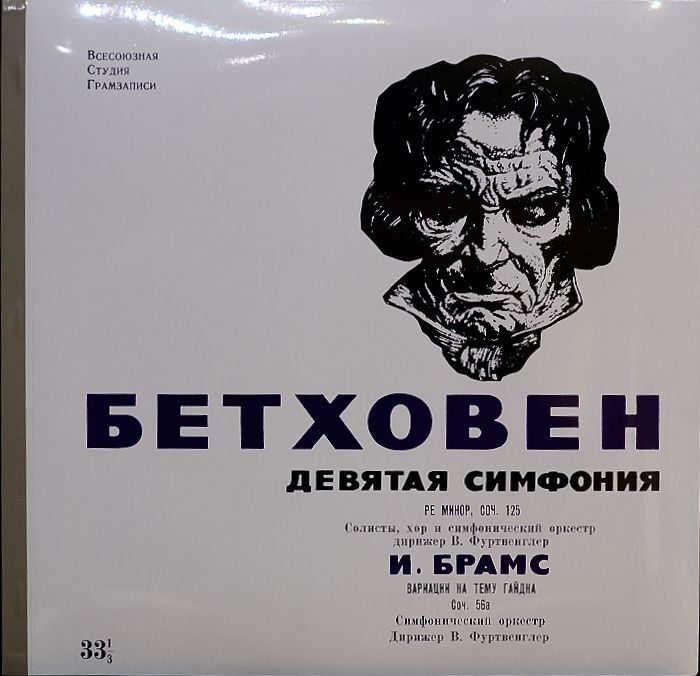 Всесоюзная
Студия
Грамзаписи
БЕТХОВЕН
ДЕВЯТАЯ СИМФОНИЯ
РЕ МИНОР, СОЧ. 125
Солисты, хор и симфонический оркестр
дирижер В. Фуртвенглер
И. БРАМС
ВАРИАЦИИ НА ТЕМУ ГАЙДНА
Соч. 56а
Симфонический оркестр
Дирижер В. Фуртвенглер
33⅓